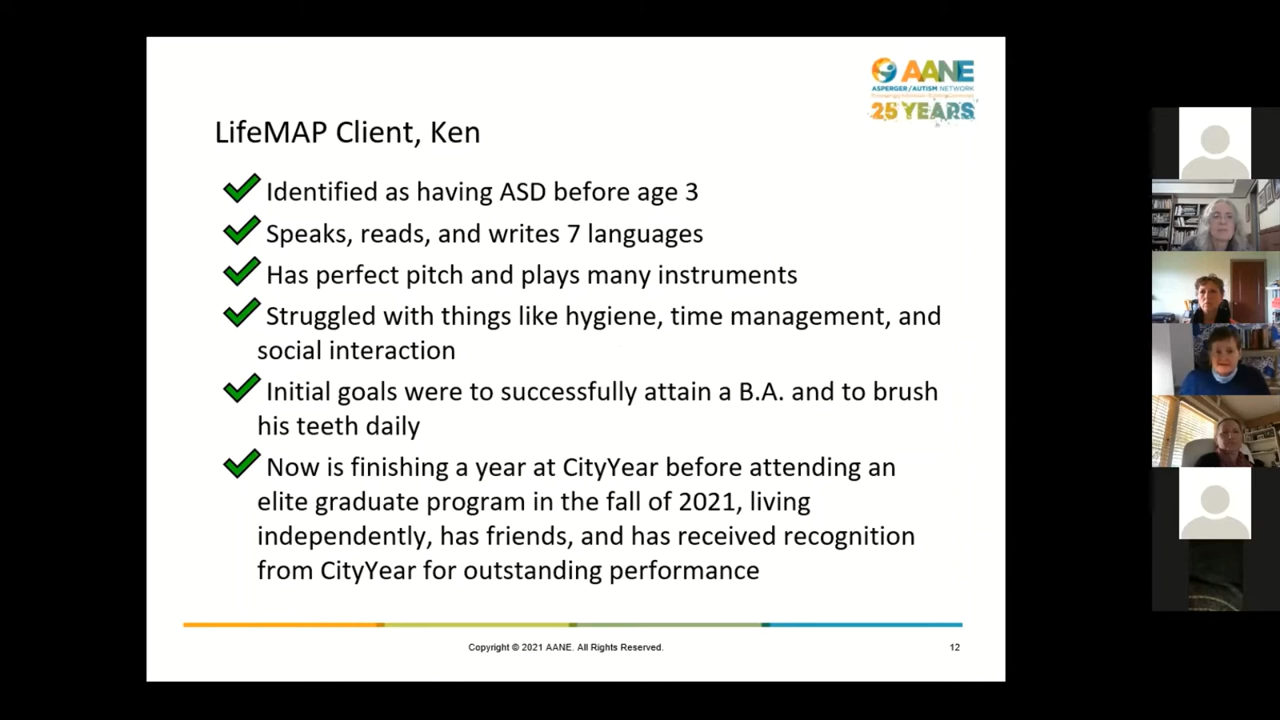 AANE
ASPERGER/AUTISM NETWORK
25 YEARS
LifeMAP Client, Ken
Identified as having ASD before age 3
Speaks, reads, and writes 7 languages
Has perfect pitch and plays many instruments
Struggled with things like hygiene, time management, and
social interaction
Initial goals were to successfully attain a B.A. and to brush
his teeth daily
Now is finishing a year at CityYear before attending an
elite graduate program in the fall of 2021, living
independently, has friends, and has received recognition
from CityYear for outstanding performance
Copyright © 2021 AANE. All Rights Reserved.
12